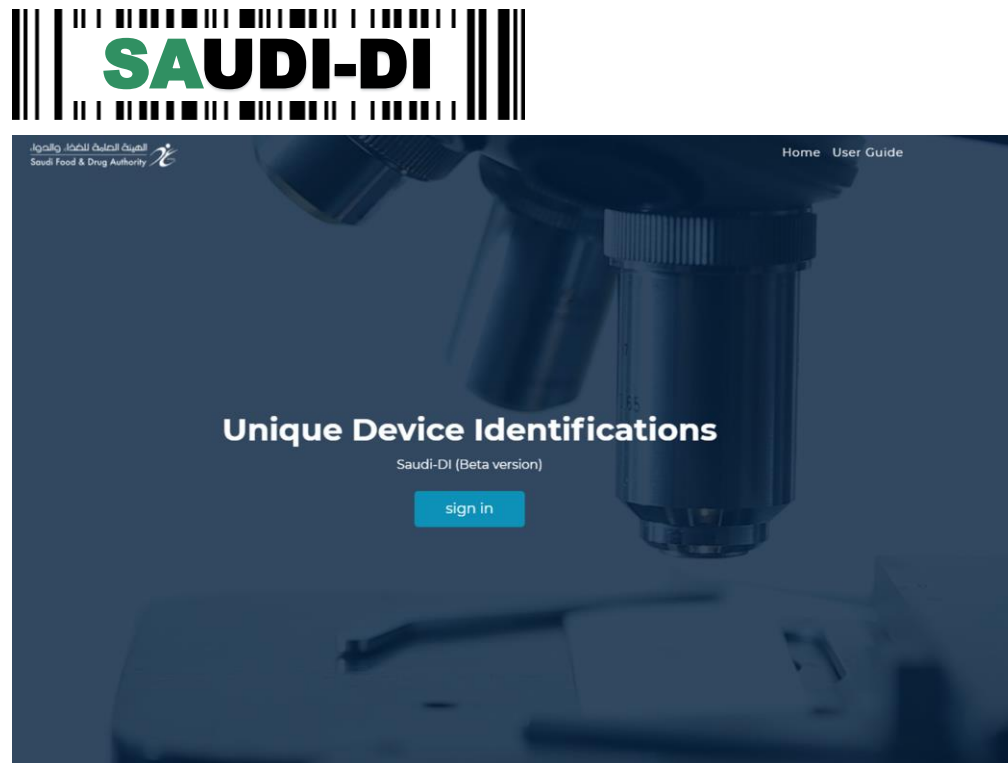 SAUDI-DI
الهيئة العامة للغذاء والدواء
Saudi Food & Drug Authority
Home User Guide
Unique Device Identifications
Saudi-DI (Beta version)
sign in